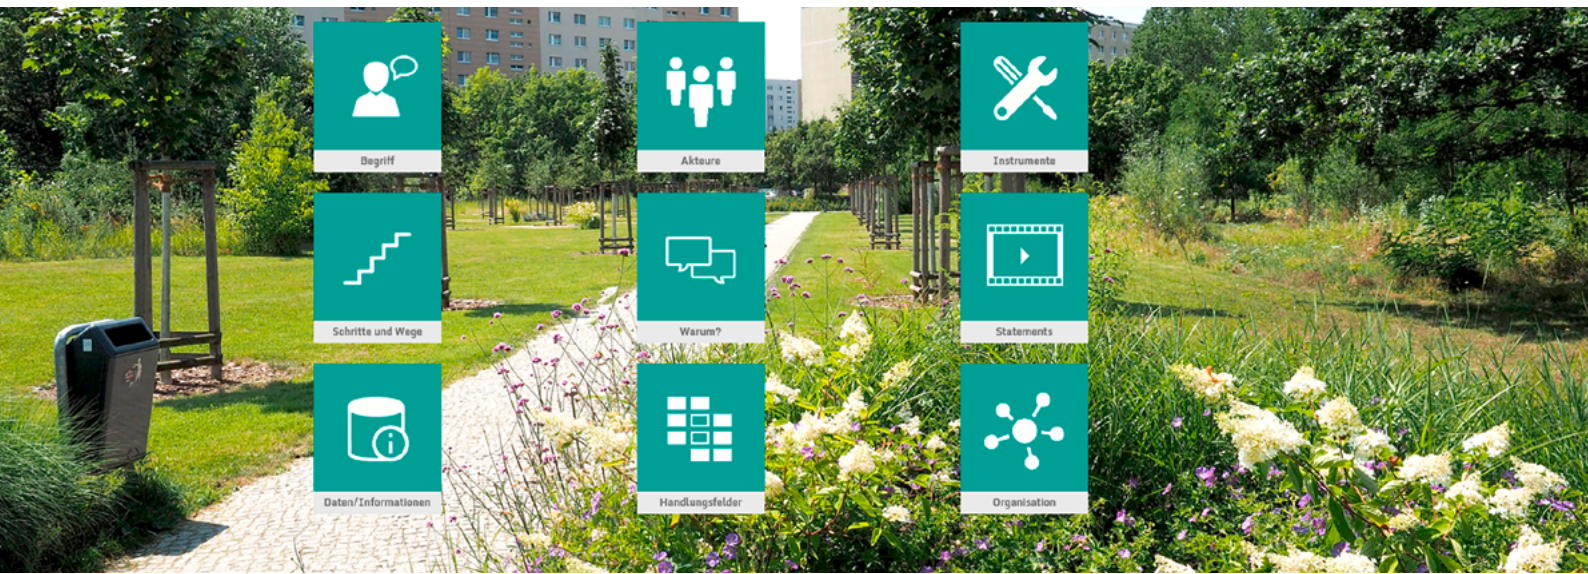 Begriff
Akteure
Instrumente
Schritte und Wege
Warum?
Statements
Daten/Informationen
Handlungsfelder
Organisation